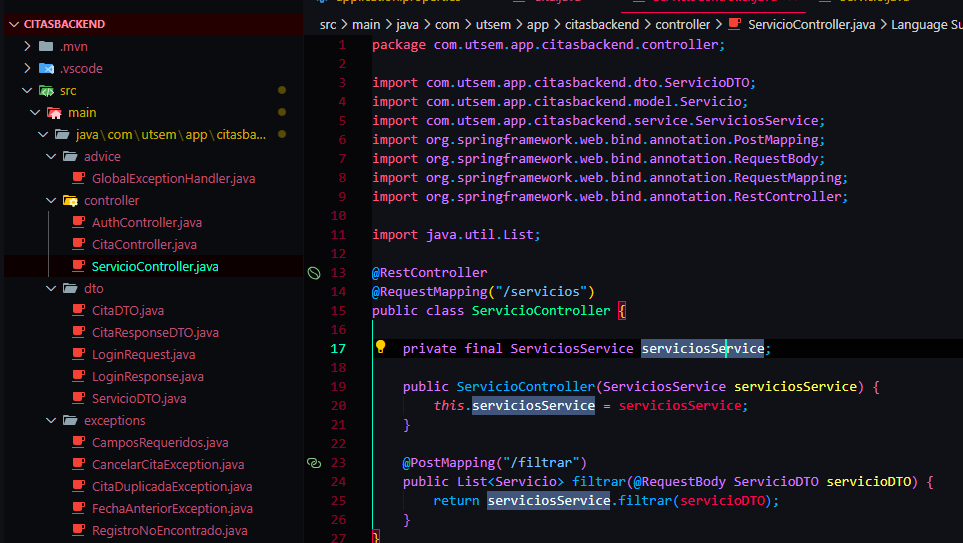 CITASBACKEND
.mvn
.vscode
src
main
java\com\utsem\app\citasba...
advice
GlobalExceptionHandler.java
controller
AuthController.java
CitaController.java
ServicioController.java
dto
CitaDTO.java
CitaResponseDTO.java
LoginRequest.java
LoginResponse.java
ServicioDTO.java
exceptions
CamposRequeridos.java
CancelarCitaException.java
CitaDuplicadaException.java
FechaAnteriorException.java
RegistroNoEncontrado.java
src > main > java > com > utsem > app > citasbackend > controller > ServicioController.java > Language Su
1 package com.utsem.app.citasbackend.controller;
2
3 import com.utsem.app.citasbackend.dto.ServicioDTO;
4 import com.utsem.app.citasbackend.model.Servicio;
5 import com.utsem.app.citasbackend.service.ServiciosService;
6 import org.springframework.web.bind.annotation.PostMapping;
7 import org.springframework.web.bind.annotation.RequestBody;
8 import org.springframework.web.bind.annotation.RequestMapping;
9 import org.springframework.web.bind.annotation.RestController;
10
11 import java.util.List;
12
13 @RestController
14 @RequestMapping("/servicios")
15 public class ServicioController {
16
17 private final ServiciosService serviciosService;
18
19 public ServicioController(ServiciosService serviciosService) {
20 this.serviciosService = serviciosService;
21 }
22
23 @PostMapping("/filtrar")
24 public List<Servicio> filtrar(@RequestBody ServicioDTO servicioDTO) {
25 return serviciosService.filtrar(servicioDTO);
26 }
27 }